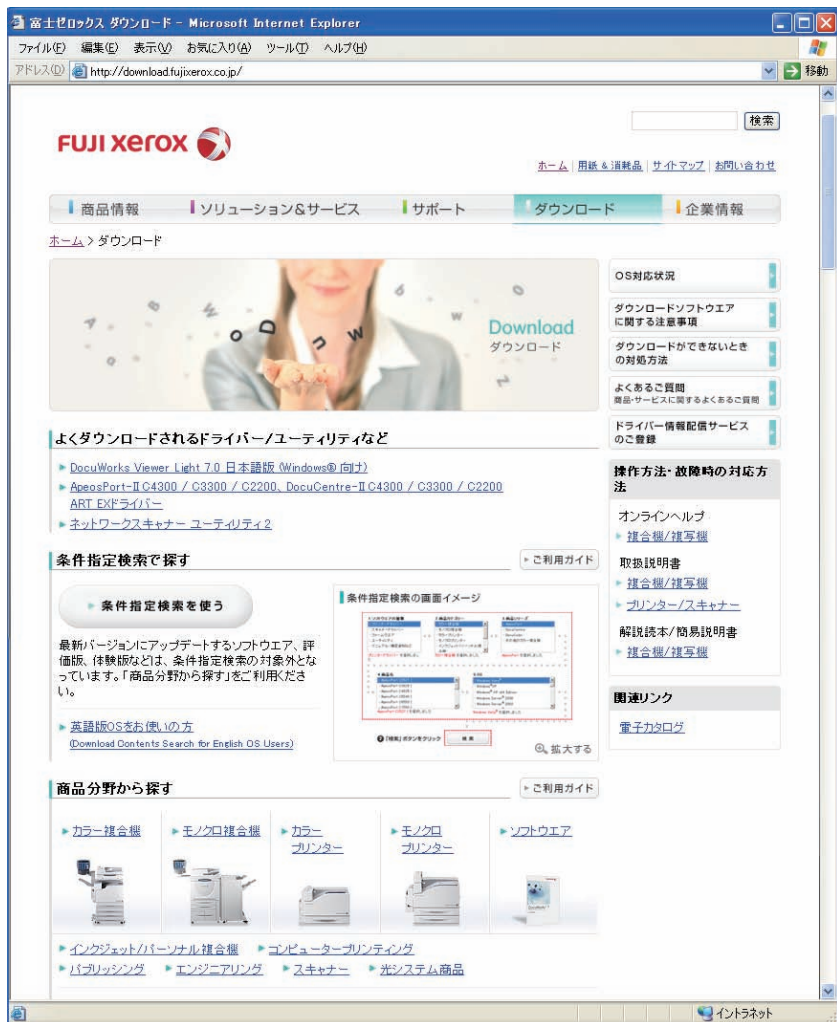 富士ゼロックス ダウンロード - Microsoft Internet Explorer
ファイル(F) 編集(E) 表示(V) お気に入り(A) ツール(T) ヘルプ(H)
アドレス(D) http://download.fujixerox.co.jp/ 移動
検索
FUJI xerox
ホーム | 用紙 & 消耗品 | サイトマップ | お問い合わせ
商品情報 ソリューション&サービス サポート ダウンロード 企業情報
ホーム > ダウンロード
Download
ダウンロード
OS対応状況
ダウンロードソフトウエア
に関する注意事項
ダウンロードができないとき
の対処方法
よくあるご質問
商品・サービスに関するよくあるご質問
ドライバー情報配信サービス
のご登録
よくダウンロードされるドライバー/ユーティリティなど
DocuWorks Viewer Light 7.0 日本語版 (Windows® 向け)
ApeosPort-II C4300 / C3300 / C2200、DocuCentre-II C4300 / C3300 / C2200
ART EXドライバー
ネットワークスキャナー ユーティリティ2
操作方法・故障時の対応方
法
オンラインヘルプ
複合機/複写機
取扱説明書
複合機/複写機
プリンター/スキャナー
解説読本/簡易説明書
複合機/複写機
関連リンク
電子カタログ
条件指定検索で探す
ご利用ガイド
条件指定検索を使う
最新バージョンにアップデートするソフトウエア、評
価版、体験版などは、条件指定検索の対象外とな
っています。「商品分野から探す」をご利用くださ
い。
英語版OSをお使いの方
(Download Contents Search for English OS Users)
条件指定検索の画面イメージ
「検索」ボタンをクリック 検索
拡大する
商品分野から探す
ご利用ガイド
カラー複合機
モノクロ複合機
カラー
プリンター
モノクロ
プリンター
ソフトウエア
インクジェット/パーソナル複合機 コンピュータープリンティング
パブリッシング エンジニアリング スキャナー 光システム商品
イントラネット